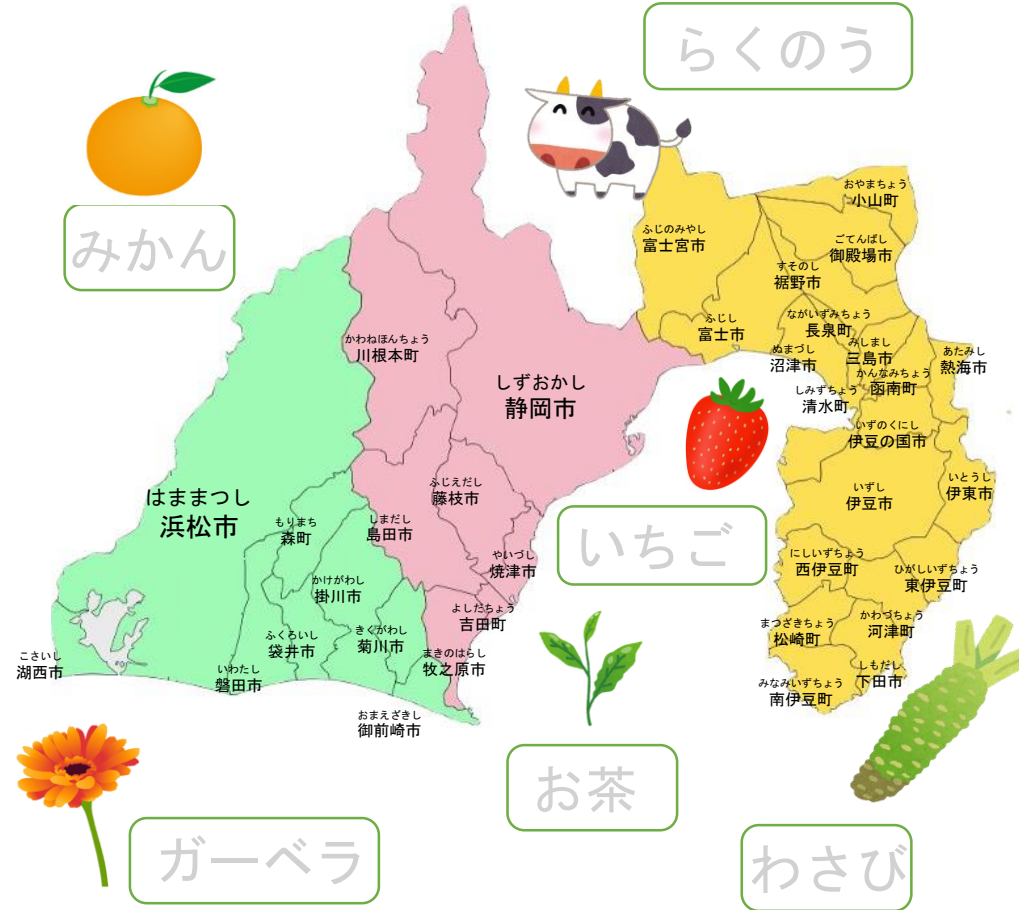 らくのう
みかん
おやまちょう
小山町
ふじのみやし
富士宮市
ごてんばし
御殿場市
すそのし
裾野市
ふじし
富士市
ながいずみちょう
長泉町
かわねほんちょう
川根本町
みしまし
三島市
ぬまづし
沼津市
あたみし
熱海市
かんなみちょう
函南町
しみずちょう
清水町
しずおかし
静岡市
いずのくにし
伊豆の国市
いずし
伊豆市
いとうし
伊東市
ふじえだし
藤枝市
はままつし
浜松市
もりまち
森町
しまだし
島田市
いちご
やいづし
焼津市
にしいずちょう
西伊豆町
ひがしいずちょう
東伊豆町
かけがわし
掛川市
よしだちょう
吉田町
まつざきちょう
松崎町
かわづちょう
河津町
ふくろいし
袋井市
きくがわし
菊川市
こさいし
湖西市
いわたし
磐田市
まきのはらし
牧之原市
しもだし
下田市
みなみいずちょう
南伊豆町
おまえざきし
御前崎市
お茶
ガーベラ
わさび